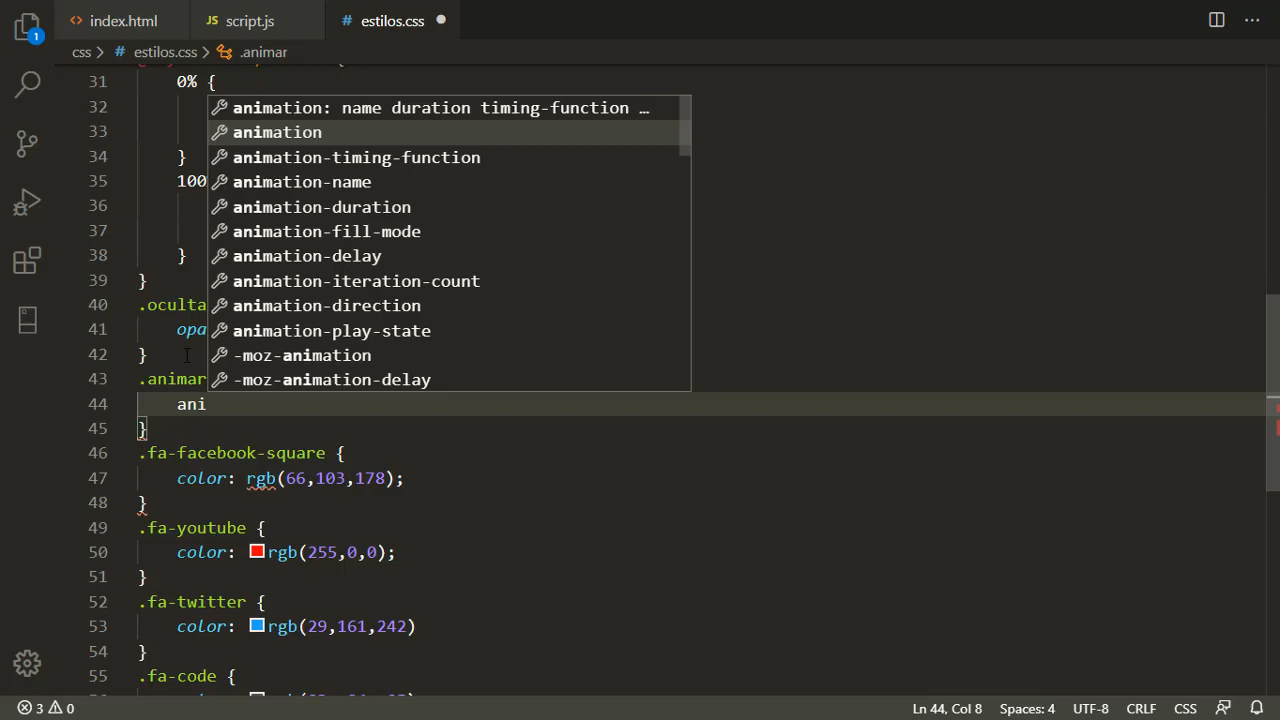 index.html
JS script.js
# estilos.css
css > # estilos.css > .animar
31 0% {
32
33
34 }
35 100
36
37
38 }
39 }
40 .oculta
41 opa
42 }
43 .animar
44 ani
45 }
46 .fa-facebook-square {
47 color: rgb(66,103,178);
48 }
49 .fa-youtube {
50 color: rgb(255,0,0);
51 }
52 .fa-twitter {
53 color: rgb(29,161,242)
54 }
55 .fa-code {
animation: name duration timing-function …
animation
animation-timing-function
animation-name
animation-duration
animation-fill-mode
animation-delay
animation-iteration-count
animation-direction
animation-play-state
-moz-animation
-moz-animation-delay
1
3 0
Ln 44, Col 8
Spaces: 4
UTF-8
CRLF
CSS